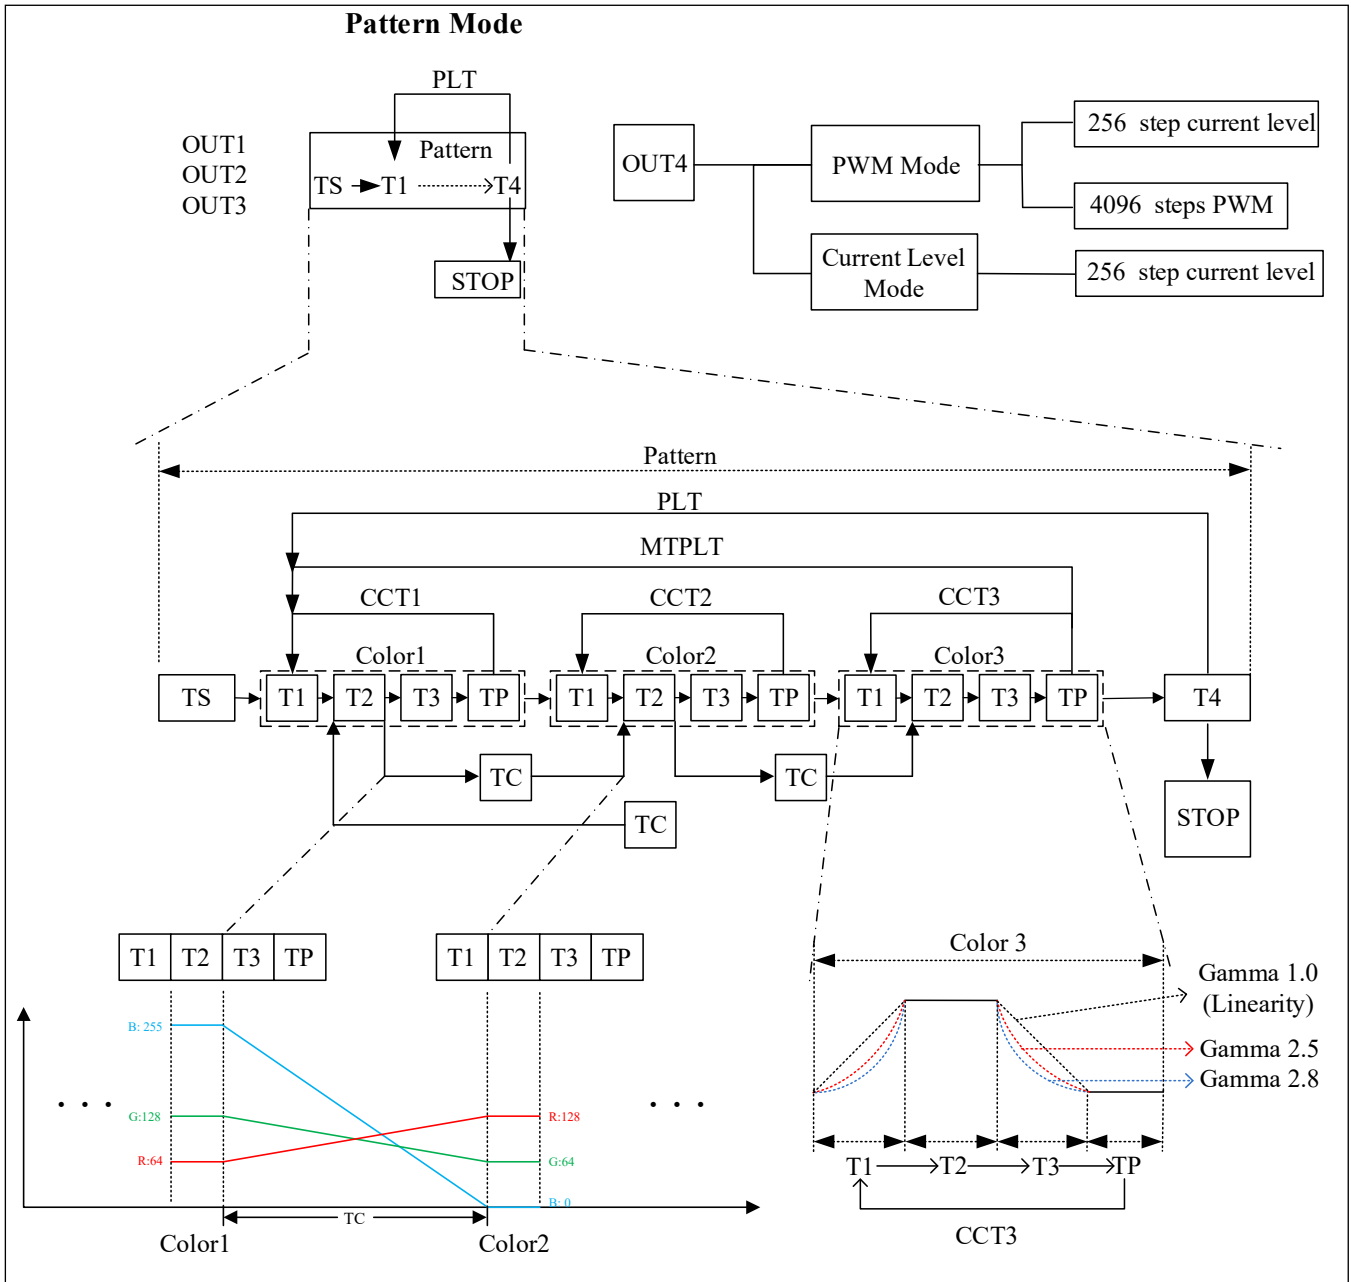 Pattern Mode
PLT
OUT1
OUT2
OUT3
Pattern
TS T1 T4
STOP
OUT4
PWM Mode
256 step current level
4096 steps PWM
Current Level
Mode
256 step current level
Pattern
PLT
MTPLT
CCT1 CCT2 CCT3
Color1 Color2 Color3
TS T1 T2 T3 TP T1 T2 T3 TP T1 T2 T3 TP T4
TC TC
TC
STOP
T1 T2 T3 TP
T1 T2 T3 TP
B: 255
G:128
R:64
R:128
G:64
B: 0
. . .
. . .
TC
Color1 Color2
Color 3
Gamma 1.0
(Linearity)
Gamma 2.5
Gamma 2.8
T1 T2 T3 TP
CCT3